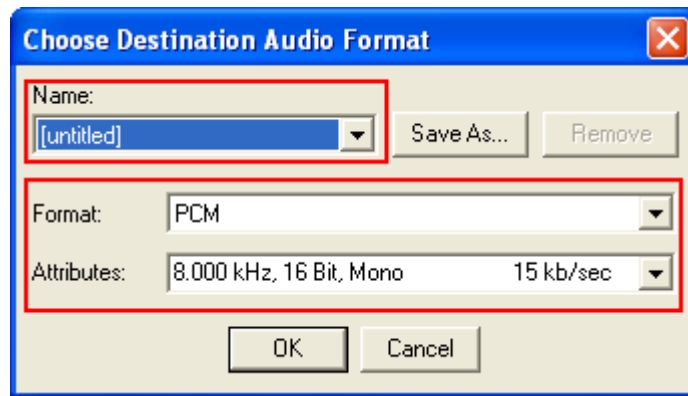 Choose Destination Audio Format
Name:
[untitled]
Save As...
Remove
Format:
PCM
Attributes:
8.000 kHz, 16 Bit, Mono 15 kb/sec
OK
Cancel